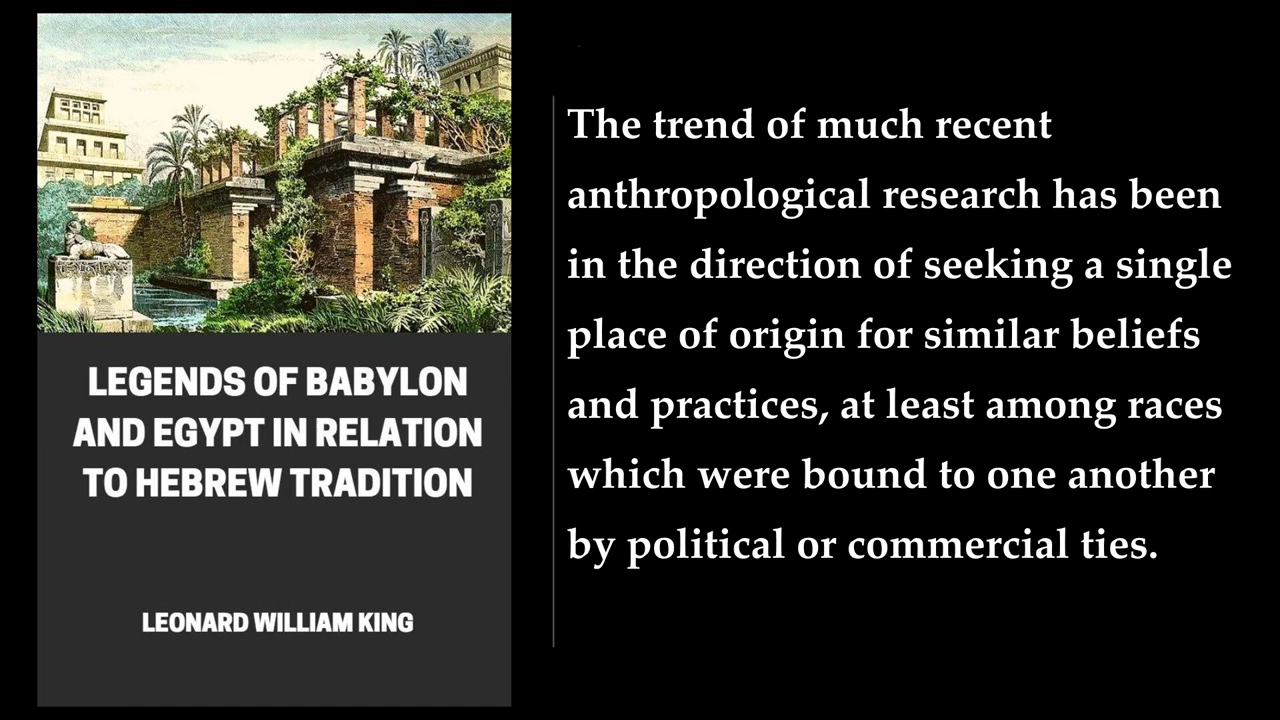 LEGENDS OF BABYLON
AND EGYPT IN RELATION
TO HEBREW TRADITION
LEONARD WILLIAM KING
The trend of much recent
anthropological research has been
in the direction of seeking a single
place of origin for similar beliefs
and practices, at least among races
which were bound to one another
by political or commercial ties.